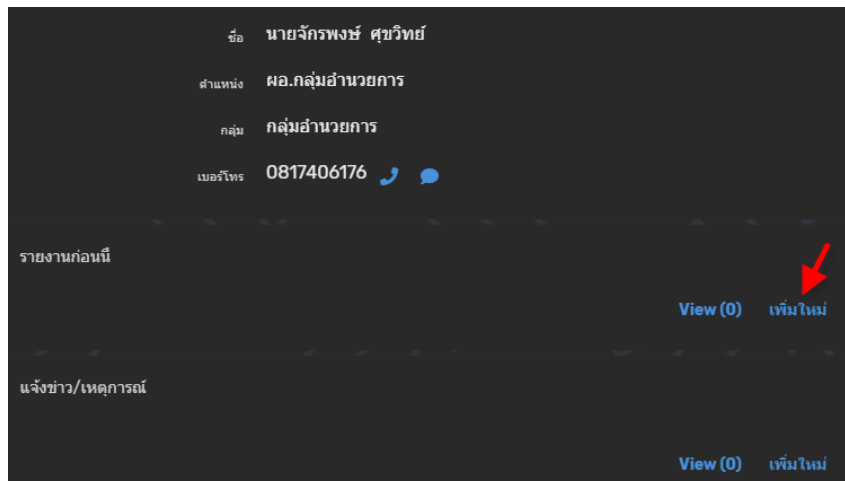 ชื่อ นายจักรพงษ์ ศุขวิทย์
ตำแหน่ง ผอ.กลุ่มอำนวยการ
กลุ่ม กลุ่มอำนวยการ
เบอร์โทร 0817406176
รายงานก่อนนี้
View (0) เพิ่มใหม่
แจ้งข่าว/เหตุการณ์
View (0) เพิ่มใหม่